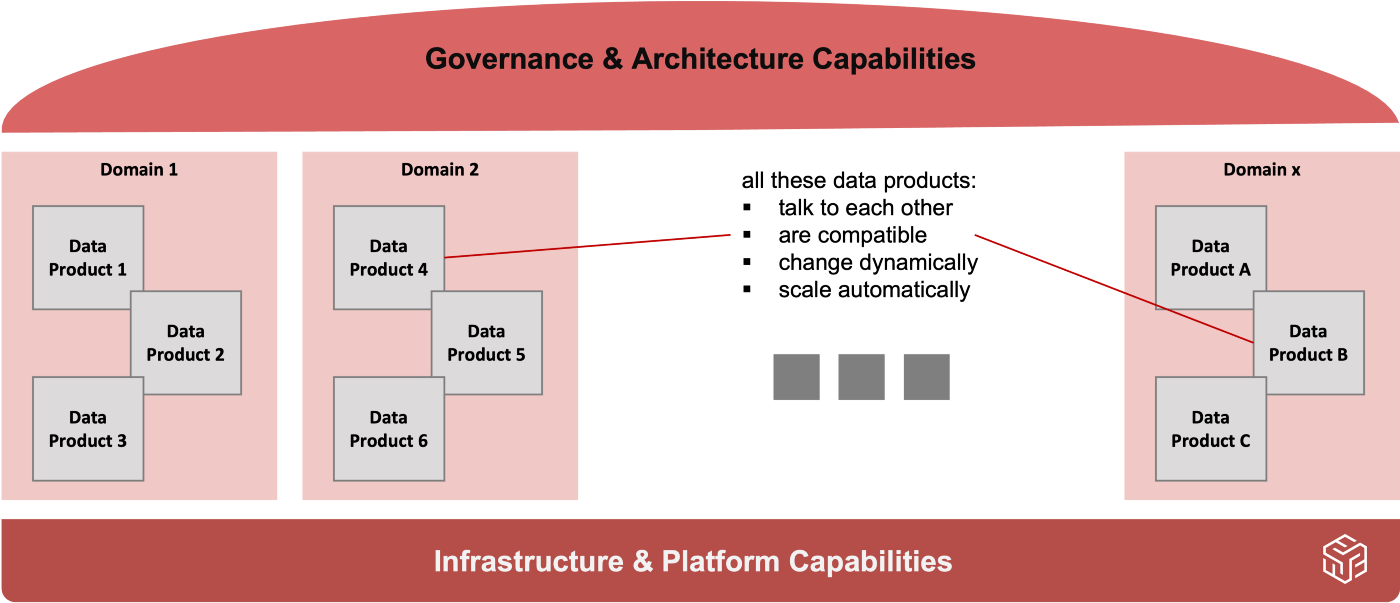 Governance & Architecture Capabilities
Domain 1
Data
Product 1
Data
Product 2
Data
Product 3
Domain 2
Data
Product 4
Data
Product 5
Data
Product 6
all these data products:
▪ talk to each other
▪ are compatible
▪ change dynamically
▪ scale automatically
Domain x
Data
Product A
Data
Product B
Data
Product C
Infrastructure & Platform Capabilities